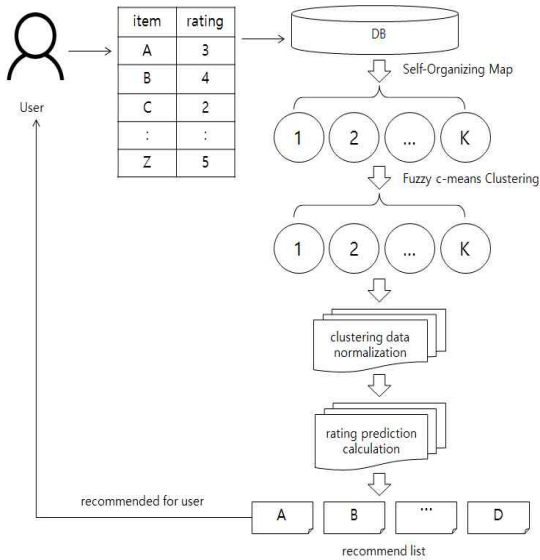 User
item rating
A 3
B 4
C 2
: :
Z 5
DB
Self-Organizing Map
1 2 ... K
Fuzzy c-means Clustering
1 2 ... K
clustering data
normalization
rating prediction
calculation
recommended for user
A B ... D
recommend list